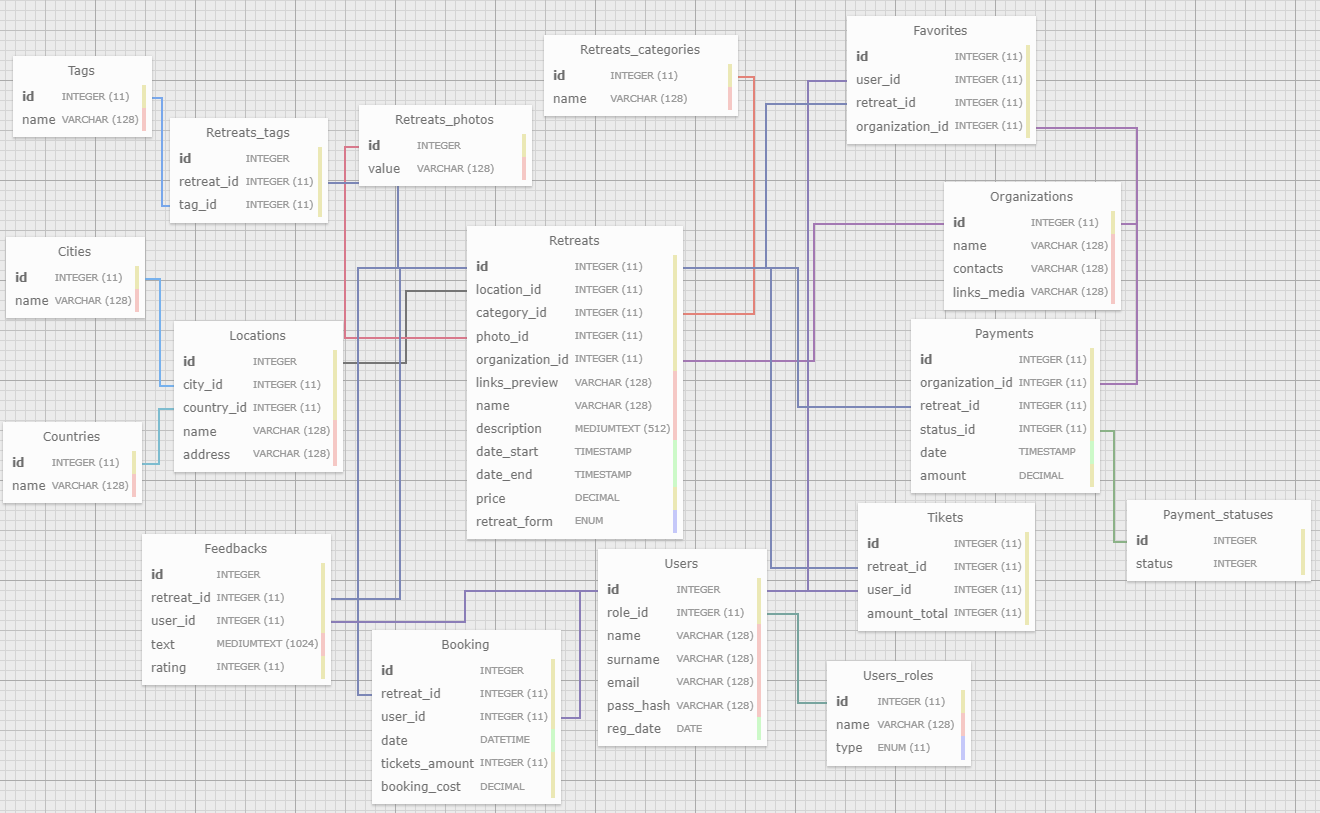 Tags
id INTEGER (11)
name VARCHAR (128)
Retreats_tags
id INTEGER
retreat_id INTEGER (11)
tag_id INTEGER (11)
Retreats_photos
id INTEGER
value VARCHAR (128)
Retreats_categories
id INTEGER (11)
name VARCHAR (128)
Favorites
id INTEGER (11)
user_id INTEGER (11)
retreat_id INTEGER (11)
organization_id INTEGER (11)
Organizations
id INTEGER (11)
name VARCHAR (128)
contacts VARCHAR (128)
links_media VARCHAR (128)
Cities
id INTEGER (11)
name VARCHAR (128)
Locations
id INTEGER
city_id INTEGER (11)
country_id INTEGER (11)
name VARCHAR (128)
address VARCHAR (128)
Countries
id INTEGER (11)
name VARCHAR (128)
Retreats
id INTEGER (11)
location_id INTEGER (11)
category_id INTEGER (11)
photo_id INTEGER (11)
organization_id INTEGER (11)
links_preview VARCHAR (128)
name VARCHAR (128)
description MEDIUMTEXT (512)
date_start TIMESTAMP
date_end TIMESTAMP
price DECIMAL
retreat_form ENUM
Payments
id INTEGER (11)
organization_id INTEGER (11)
retreat_id INTEGER (11)
status_id INTEGER (11)
date TIMESTAMP
amount DECIMAL
Payment_statuses
id INTEGER
status INTEGER
Tikets
id INTEGER (11)
retreat_id INTEGER (11)
user_id INTEGER (11)
amount_total INTEGER (11)
Feedbacks
id INTEGER
retreat_id INTEGER (11)
user_id INTEGER (11)
text MEDIUMTEXT (1024)
rating INTEGER (11)
Booking
id INTEGER
retreat_id INTEGER (11)
user_id INTEGER (11)
date DATETIME
tickets_amount INTEGER (11)
booking_cost DECIMAL
Users
id INTEGER
role_id INTEGER (11)
name VARCHAR (128)
surname VARCHAR (128)
email VARCHAR (128)
pass_hash VARCHAR (128)
reg_date DATE
Users_roles
id INTEGER (11)
name VARCHAR (128)
type ENUM (11)